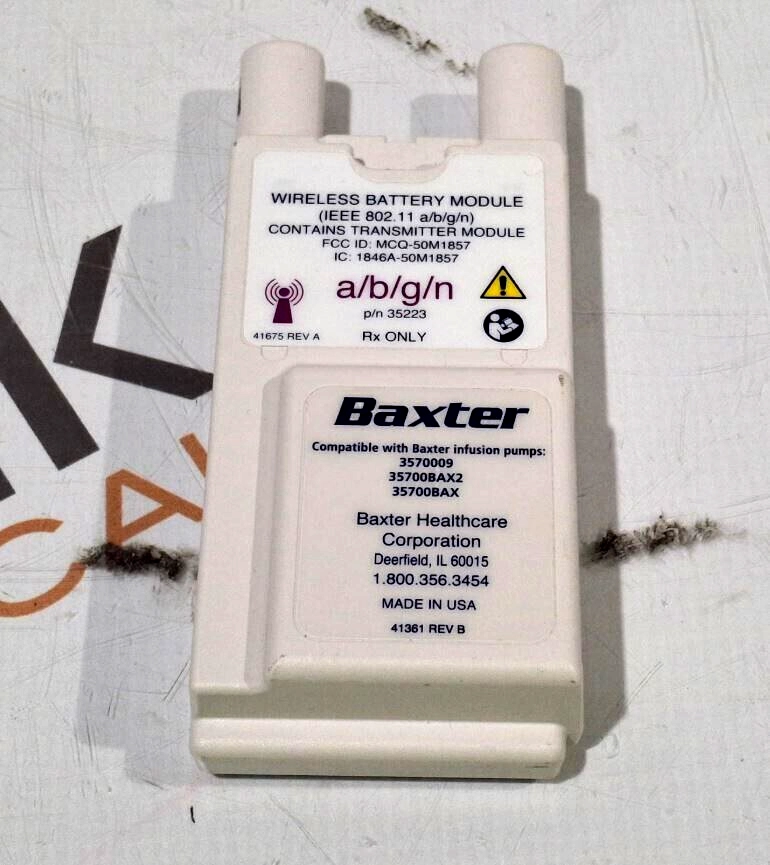 WIRELESS BATTERY MODULE
(IEEE 802.11 a/b/g/n)
CONTAINS TRANSMITTER MODULE
FCC ID: MCQ-50M1857
IC: 1846A-50M1857
a/b/g/n
p/n 35223
41675 REV A
Rx ONLY
Baxter
Compatible with Baxter infusion pumps:
3570009
35700BAX2
35700BAX
Baxter Healthcare
Corporation
Deerfield, IL 60015
1.800.356.3454
MADE IN USA
41361 REV B